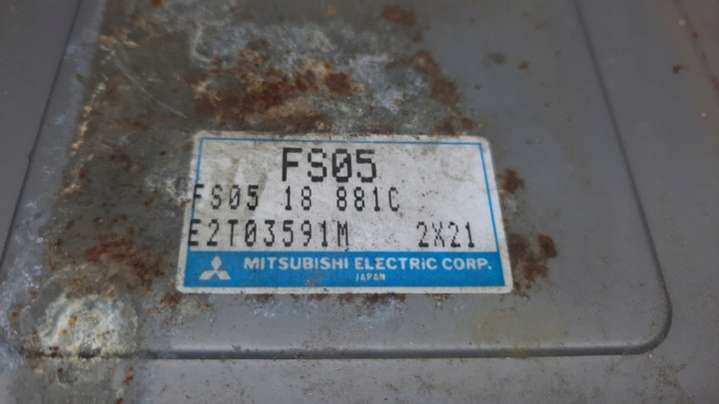 FS05
FS05 18 881C
E2T03591M 2X21
MITSUBISHI ELECTRIC CORP.
JAPAN